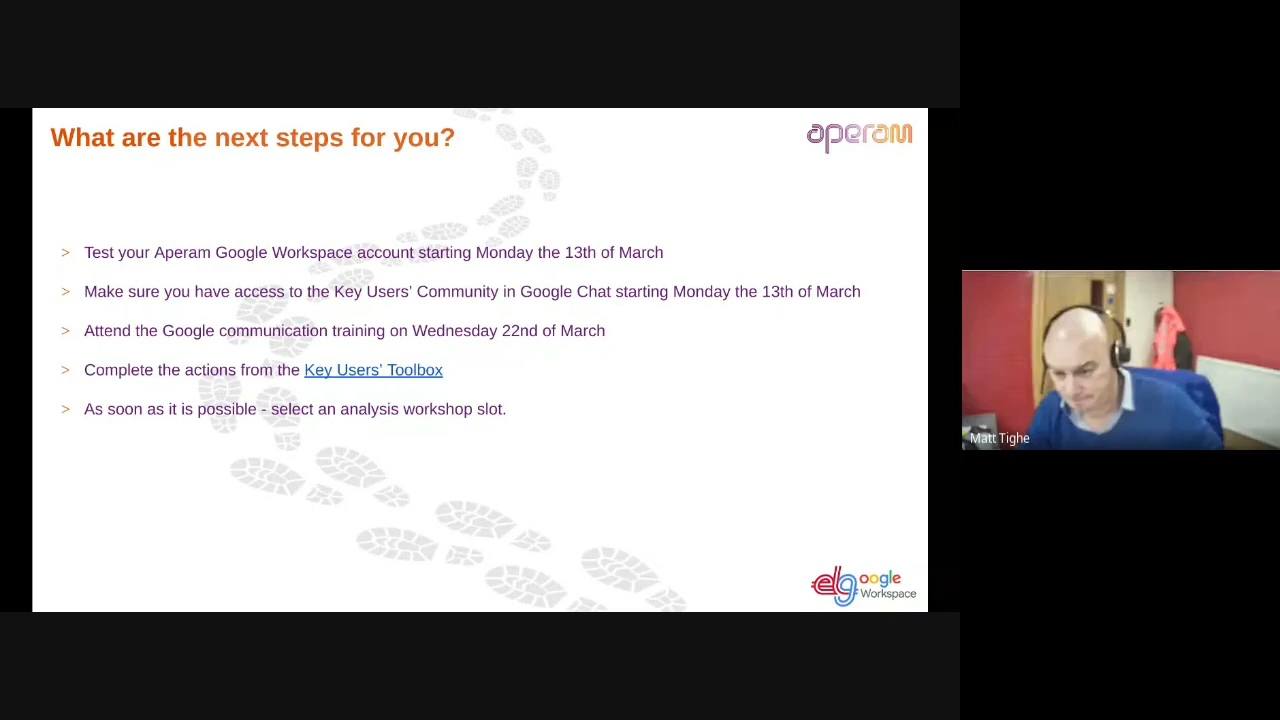 What are the next steps for you?
aperam
> Test your Aperam Google Workspace account starting Monday the 13th of March
> Make sure you have access to the Key Users' Community in Google Chat starting Monday the 13th of March
> Attend the Google communication training on Wednesday 22nd of March
> Complete the actions from the Key Users' Toolbox
> As soon as it is possible - select an analysis workshop slot.
Matt Tighe
elg oogle
Workspace